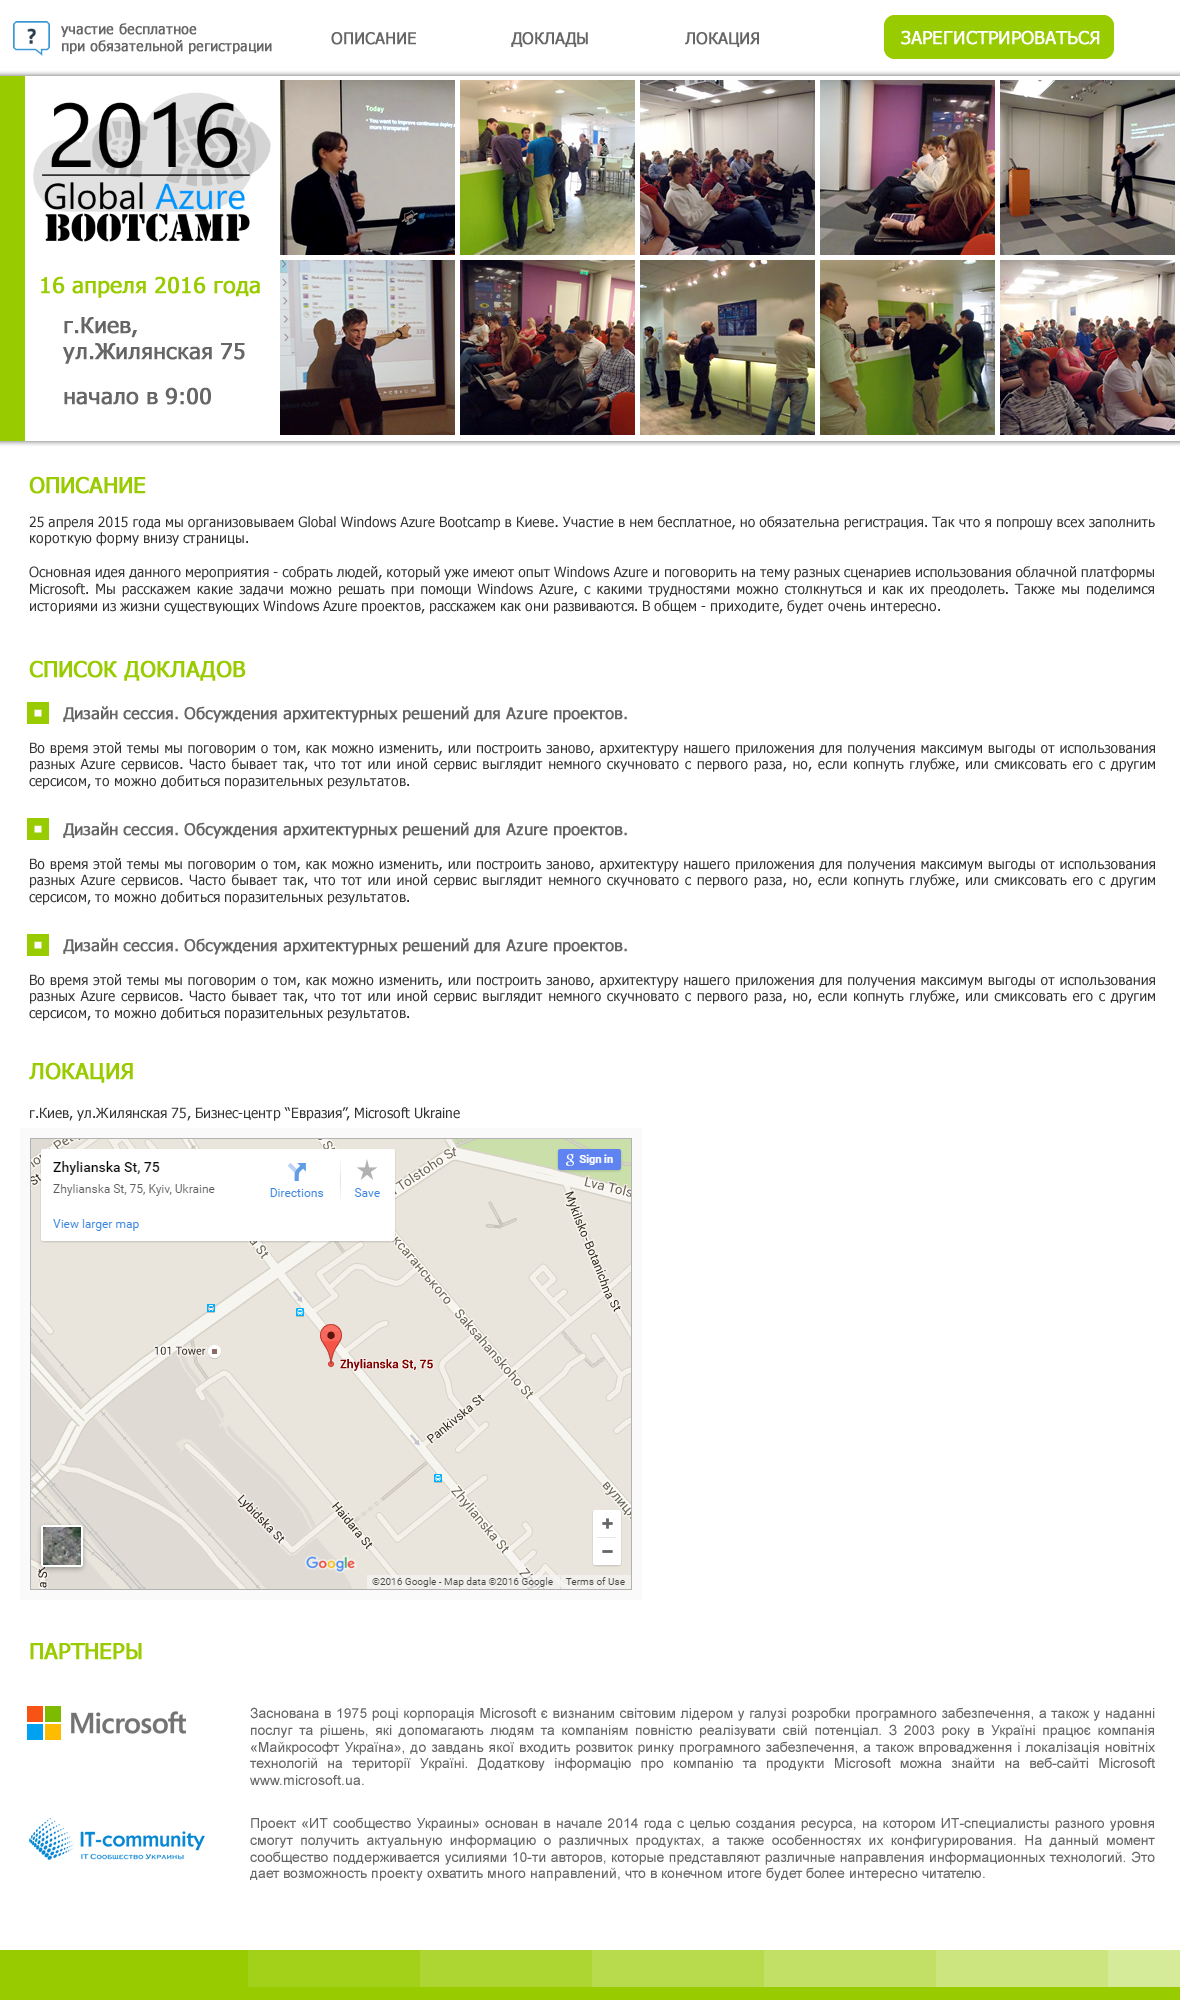 участие бесплатное
при обязательной регистрации
ОПИСАНИЕ
ДОКЛАДЫ
ЛОКАЦИЯ
ЗАРЕГИСТРИРОВАТЬСЯ
2016
Global Azure
BOOTCAMP
16 апреля 2016 года
г.Киев,
ул.Жилянская 75
начало в 9:00
Today
• You want to improve continuous deploy
more transparent
ОПИСАНИЕ
25 апреля 2015 года мы организовываем Global Windows Azure Bootcamp в Киеве. Участие в нем бесплатное, но обязательна регистрация. Так что я попрошу всех заполнить
короткую форму внизу страницы.
Основная идея данного мероприятия - собрать людей, который уже имеют опыт Windows Azure и поговорить на тему разных сценариев использования облачной платформы
Microsoft. Мы расскажем какие задачи можно решать при помощи Windows Azure, с какими трудностями можно столкнуться и как их преодолеть. Также мы поделимся
историями из жизни существующих Windows Azure проектов, расскажем как они развиваются. В общем - приходите, будет очень интересно.
СПИСОК ДОКЛАДОВ
Дизайн сессия. Обсуждения архитектурных решений для Azure проектов.
Во время этой темы мы поговорим о том, как можно изменить, или построить заново, архитектуру нашего приложения для получения максимум выгоды от использования
разных Azure сервисов. Часто бывает так, что тот или иной сервис выглядит немного скучновато с первого раза, но, если копнуть глубже, или смиксовать его с другим
серсисом, то можно добиться поразительных результатов.
Дизайн сессия. Обсуждения архитектурных решений для Azure проектов.
Во время этой темы мы поговорим о том, как можно изменить, или построить заново, архитектуру нашего приложения для получения максимум выгоды от использования
разных Azure сервисов. Часто бывает так, что тот или иной сервис выглядит немного скучновато с первого раза, но, если копнуть глубже, или смиксовать его с другим
серсисом, то можно добиться поразительных результатов.
Дизайн сессия. Обсуждения архитектурных решений для Azure проектов.
Во время этой темы мы поговорим о том, как можно изменить, или построить заново, архитектуру нашего приложения для получения максимум выгоды от использования
разных Azure сервисов. Часто бывает так, что тот или иной сервис выглядит немного скучновато с первого раза, но, если копнуть глубже, или смиксовать его с другим
серсисом, то можно добиться поразительных результатов.
ЛОКАЦИЯ
г.Киев, ул.Жилянская 75, Бизнес-центр “Евразия”, Microsoft Ukraine
Zhylianska St, 75
Zhylianska St, 75, Kyiv, Ukraine
View larger map
Directions
Save
Sign in
Tolstoho St
Lva Tols
Mykilsko-Botanichna St
ксаганського
Saksahanskoho St
101 Tower
Zhylianska St, 75
Pankivska St
Zhylianska St
Lybidska St
Haidara St
вулиця
+
−
Google
©2016 Google - Map data ©2016 Google
Terms of Use
ПАРТНЕРЫ
Microsoft
Заснована в 1975 році корпорація Microsoft є визнаним світовим лідером у галузі розробки програмного забезпечення, а також у наданні
послуг та рішень, які допомагають людям та компаніям повністю реалізувати свій потенціал. З 2003 року в Україні працює компанія
«Майкрософт Україна», до завдань якої входить розвиток ринку програмного забезпечення, а також впровадження і локалізація новітніх
технологій на території України. Додаткову інформацію про компанію та продукти Microsoft можна знайти на веб-сайті Microsoft
www.microsoft.ua.
IT-community
IT Сообщество Украины
Проект «ИТ сообщество Украины» основан в начале 2014 года с целью создания ресурса, на котором ИТ-специалисты разного уровня
смогут получить актуальную информацию о различных продуктах, а также особенностях их конфигурирования. На данный момент
сообщество поддерживается усилиями 10-ти авторов, которые представляют различные направления информационных технологий. Это
дает возможность проекту охватить много направлений, что в конечном итоге будет более интересно читателю.